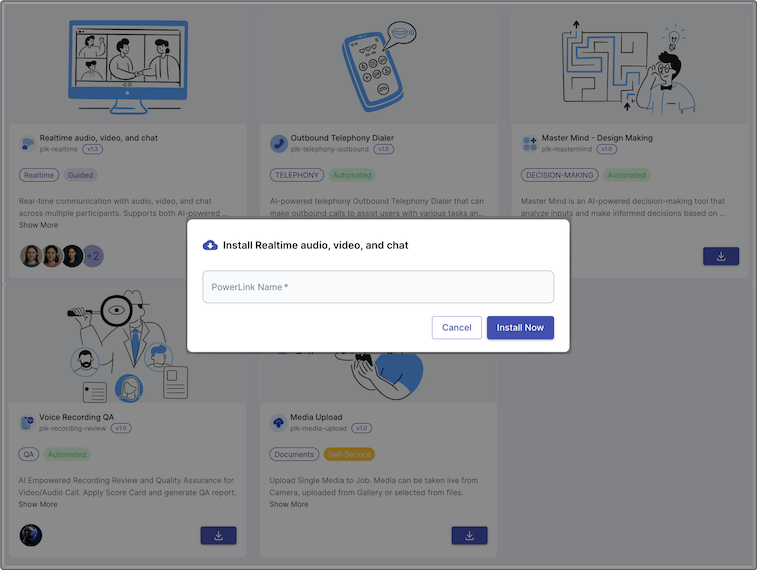 Realtime audio, video, and chat
plk-realtime v1.3
Realtime Guided
Real-time communication with audio, video, and chat
across multiple participants. Supports both AI-powered ...
Show More
+2
Outbound Telephony Dialer
plk-telephony-outbound v1.0
TELEPHONY Automated
AI-powered telephony Outbound Telephony Dialer that can
make outbound calls to assist users with various tasks an...
Master Mind - Design Making
plk-mastermind v1.0
DECISION-MAKING Automated
Master Mind is an AI-powered decision-making tool that
analyze inputs and make informed decisions based on ...
Install Realtime audio, video, and chat
PowerLink Name *
Cancel Install Now
Voice Recording QA
plk-recording-review v1.0
QA Automated
AI Empowered Recording Review and Quality Assurance for
Video/Audio Call. Apply Score Card and generate QA report.
Show More
Media Upload
plk-media-upload v1.0
Documents Self-Service
Upload Single Media to Job. Media can be taken live from
Camera, uploaded from Gallery or selected from files.
Show More